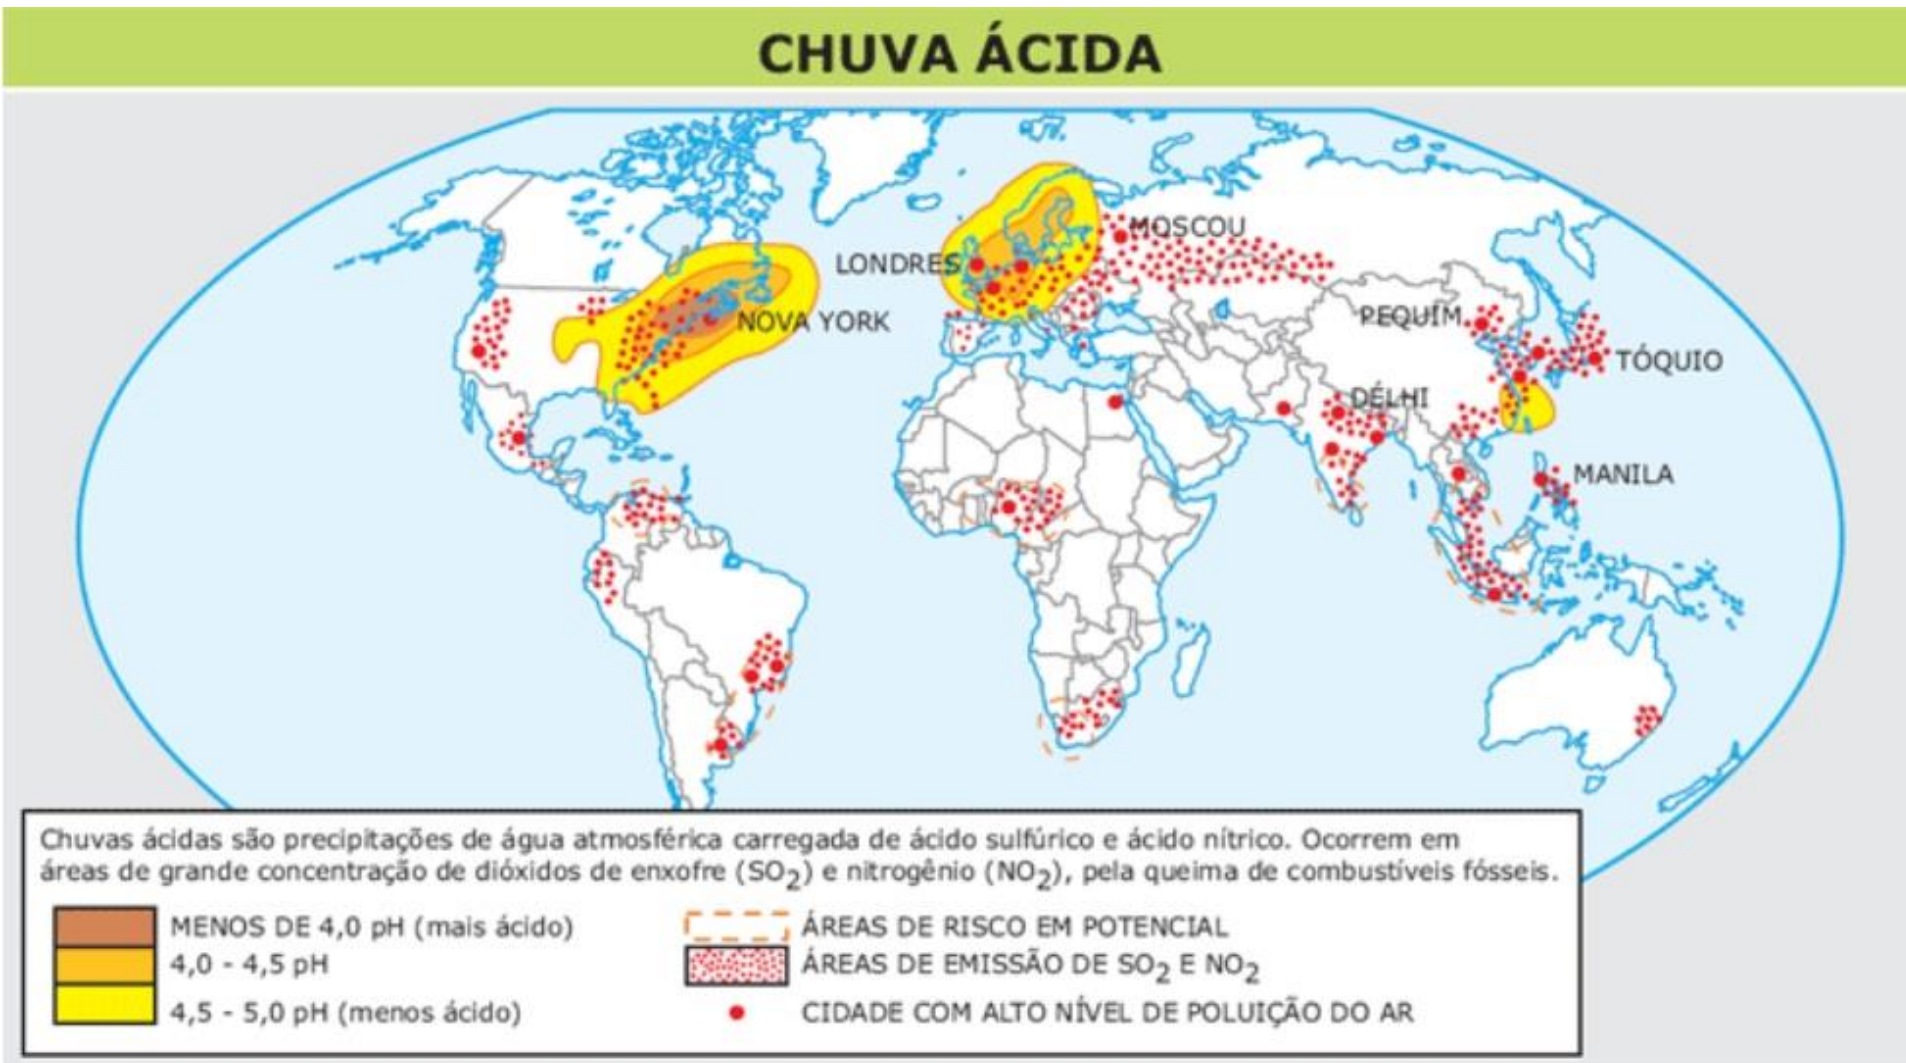 CHUVA ÁCIDA
MOSCOU
LONDRES
NOVA YORK
PEQUIM
TÓQUIO
DÉLHI
MANILA
Chuvas ácidas são precipitações de água atmosférica carregada de ácido sulfúrico e ácido nítrico. Ocorrem em
áreas de grande concentração de dióxidos de enxofre (SO₂) e nitrogênio (NO₂), pela queima de combustíveis fósseis.
MENOS DE 4,0 pH (mais ácido)
4,0 - 4,5 pH
4,5 - 5,0 pH (menos ácido)
ÁREAS DE RISCO EM POTENCIAL
ÁREAS DE EMISSÃO DE SO₂ E NO₂
CIDADE COM ALTO NÍVEL DE POLUIÇÃO DO AR